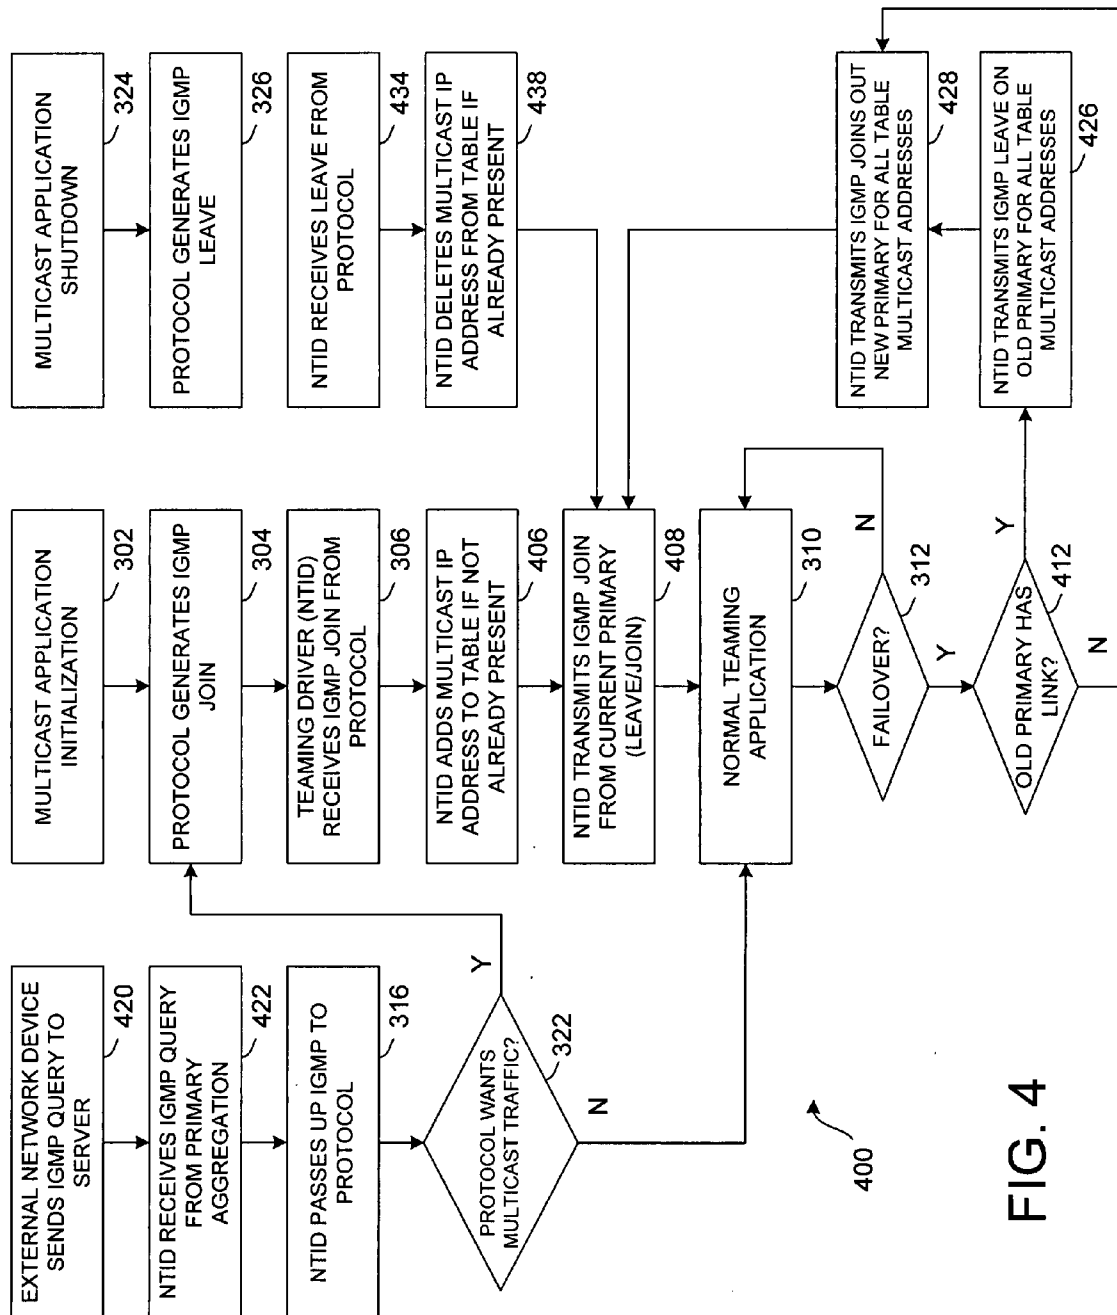 EXTERNAL NETWORK DEVICE
SENDS IGMP QUERY TO
SERVER
420
NTID RECEIVES IGMP QUERY
FROM PRIMARY
AGGREGATION
422
NTID PASSES UP IGMP TO
PROTOCOL
316
PROTOCOL WANTS
MULTICAST TRAFFIC?
322
Y
N
MULTICAST APPLICATION
INITIALIZATION
302
PROTOCOL GENERATES IGMP
JOIN
304
TEAMING DRIVER (NTID)
RECEIVES IGMP JOIN FROM
PROTOCOL
306
NTID ADDS MULTICAST IP
ADDRESS TO TABLE IF NOT
ALREADY PRESENT
406
NTID TRANSMITS IGMP JOIN
FROM CURRENT PRIMARY
(LEAVE/JOIN)
408
NORMAL TEAMING
APPLICATION
310
FAILOVER?
312
N
Y
OLD PRIMARY HAS
LINK?
412
Y
N
MULTICAST APPLICATION
SHUTDOWN
324
PROTOCOL GENERATES IGMP
LEAVE
326
NTID RECEIVES LEAVE FROM
PROTOCOL
434
NTID DELETES MULTICAST IP
ADDRESS FROM TABLE IF
ALREADY PRESENT
438
NTID TRANSMITS IGMP JOINS OUT
NEW PRIMARY FOR ALL TABLE
MULTICAST ADDRESSES
428
NTID TRANSMITS IGMP LEAVE ON
OLD PRIMARY FOR ALL TABLE
MULTICAST ADDRESSES
426
400
FIG. 4